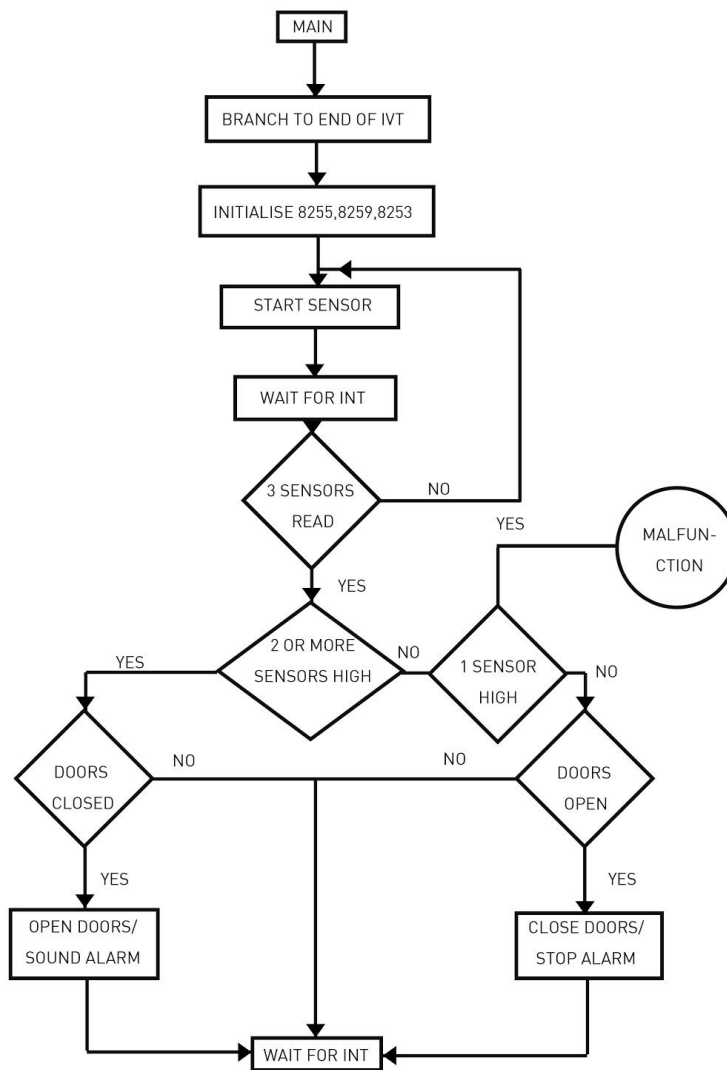 MAIN
BRANCH TO END OF IVT
INITIALISE 8255,8259,8253
START SENSOR
WAIT FOR INT
3 SENSORS
READ
NO
YES
YES
MALFUN-
CTION
2 OR MORE
SENSORS HIGH
YES
NO
1 SENSOR
HIGH
NO
DOORS
CLOSED
NO
NO
DOORS
OPEN
YES
YES
OPEN DOORS/
SOUND ALARM
CLOSE DOORS/
STOP ALARM
WAIT FOR INT